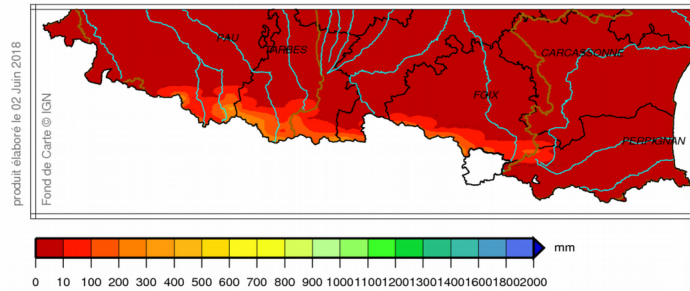 PAU
TARBES
CARCASSONNE
FOIX
PERPIGNAN
produit élaboré le 02 Juin 2018
Fond de Carte © IGN
mm
0 10 100 200 300 400 500 600 700 800 900 1000 1100 1200 1300 1400 1600 1800 2000